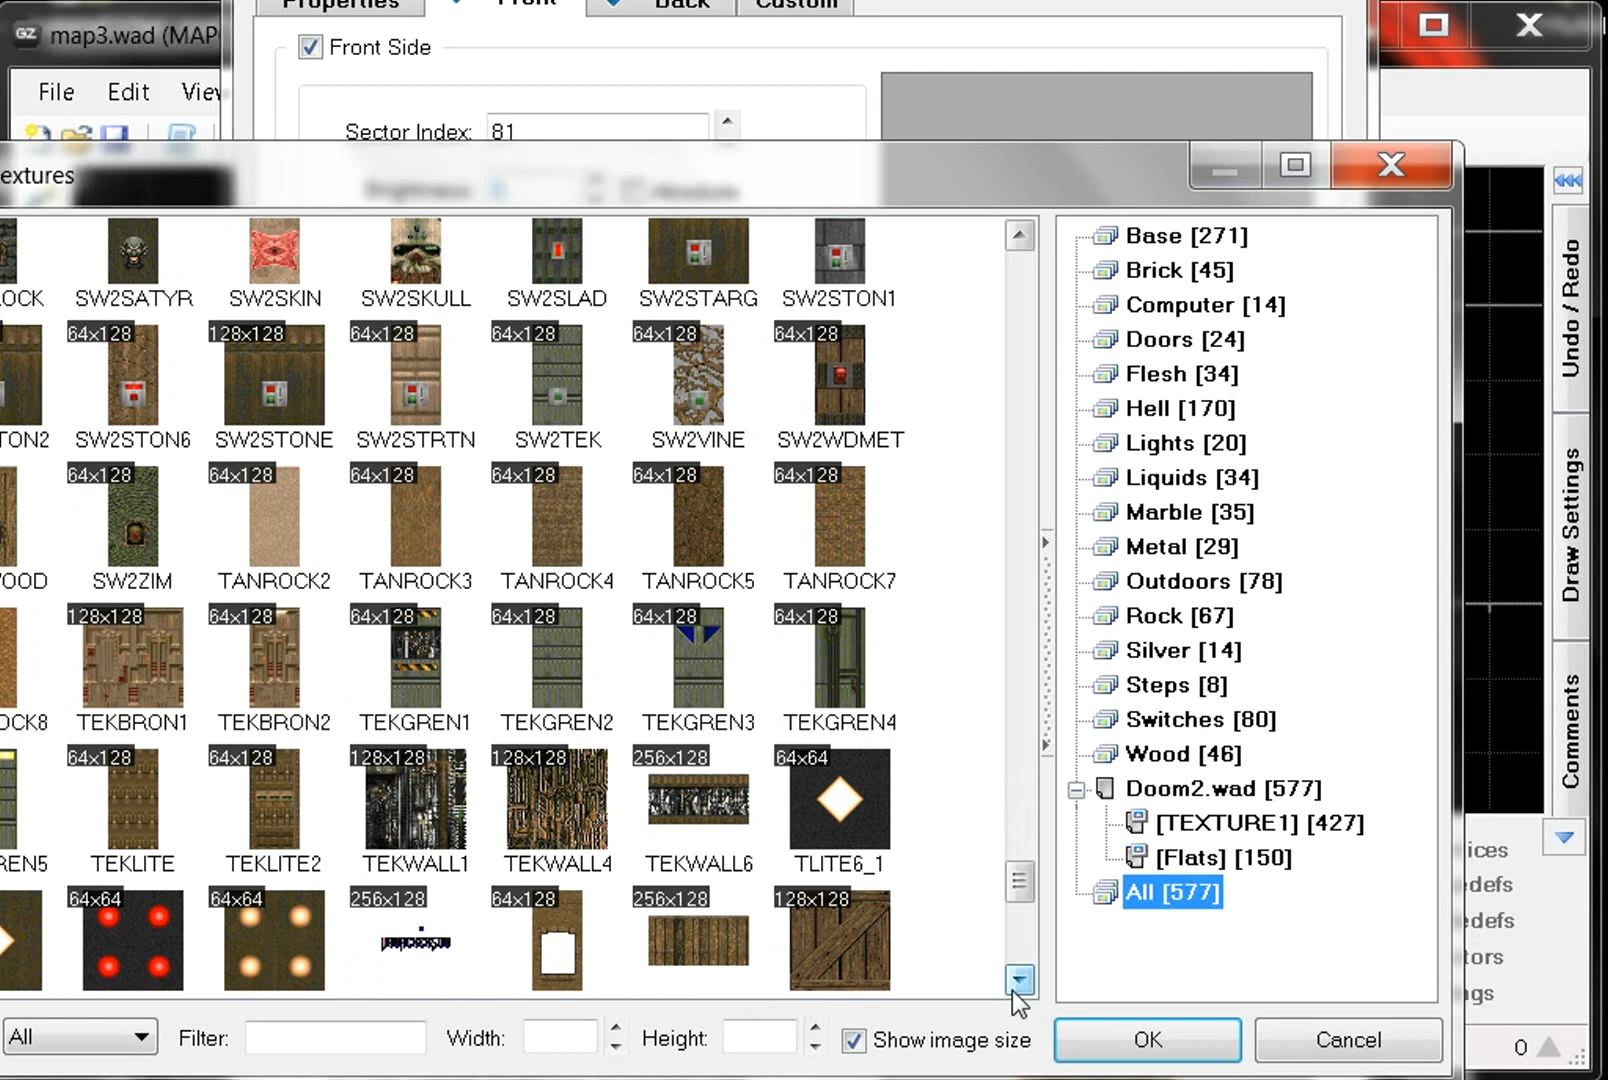 Properties
Front
Back
Custom
map3.wad (MAP
Front Side
File Edit View
Sector Index: 81
Brightness: 0 Absolute
extures
OCK SW2SATYR SW2SKIN SW2SKULL SW2SLAD SW2STARG SW2STON1
64x128 128x128 64x128 64x128 64x128 64x128
TON2 SW2STON6 SW2STONE SW2STRTN SW2TEK SW2VINE SW2WDMET
64x128 64x128 64x128 64x128 64x128 64x128
OOD SW2ZIM TANROCK2 TANROCK3 TANROCK4 TANROCK5 TANROCK7
128x128 64x128 64x128 64x128 64x128 64x128
OCK8 TEKBRON1 TEKBRON2 TEKGREN1 TEKGREN2 TEKGREN3 TEKGREN4
64x128 64x128 128x128 128x128 256x128 64x64
REN5 TEKLITE TEKLITE2 TEKWALL1 TEKWALL4 TEKWALL6 TLITE6_1
64x64 64x64 256x128 64x128 256x128 128x128
Base [271]
Brick [45]
Computer [14]
Doors [24]
Flesh [34]
Hell [170]
Lights [20]
Liquids [34]
Marble [35]
Metal [29]
Outdoors [78]
Rock [67]
Silver [14]
Steps [8]
Switches [80]
Wood [46]
Doom2.wad [577]
[TEXTURE1] [427]
[Flats] [150]
All [577]
Undo / Redo
Draw Settings
Comments
ices
edefs
edefs
tors
ngs
0
All Filter: Width: Height: Show image size OK Cancel